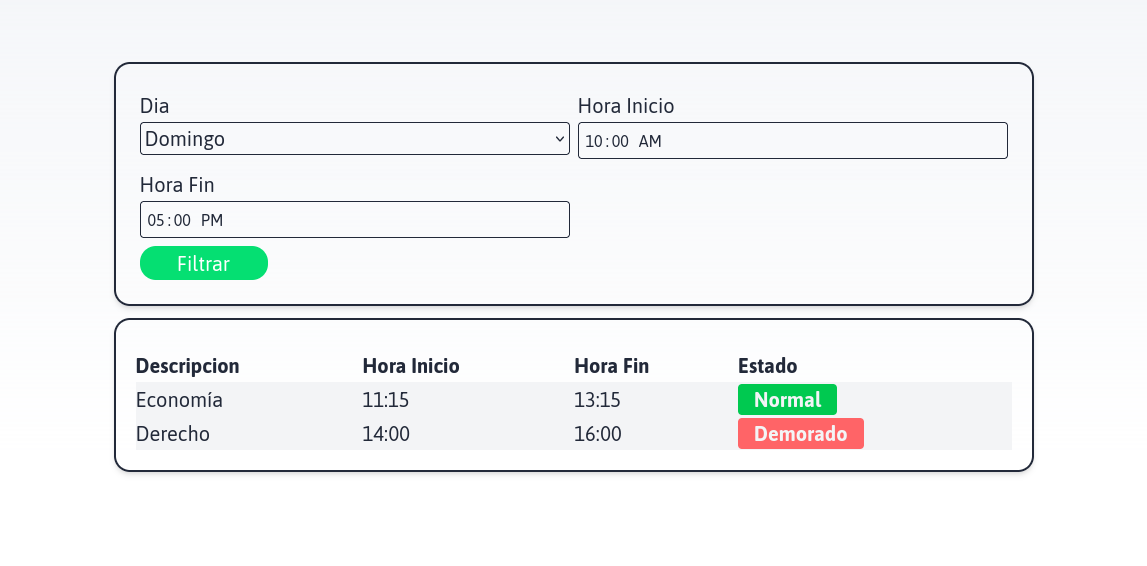 Dia Hora Inicio
Domingo 10:00 AM
Hora Fin
05:00 PM
Filtrar
Descripcion Hora Inicio Hora Fin Estado
Economía 11:15 13:15 Normal
Derecho 14:00 16:00 Demorado